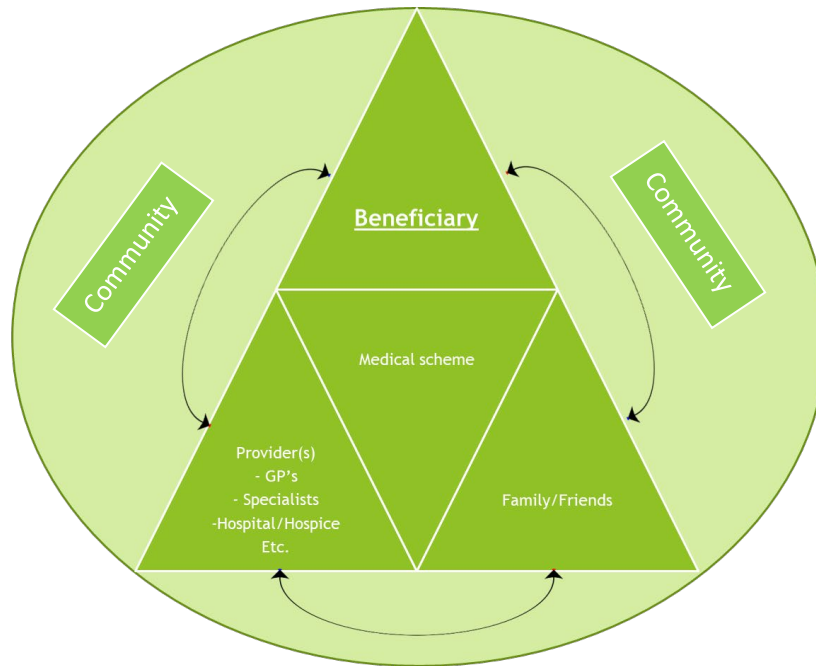 Community
Community
Beneficiary
Medical scheme
Provider(s)
- GP's
- Specialists
-Hospital/Hospice
Etc.
Family/Friends